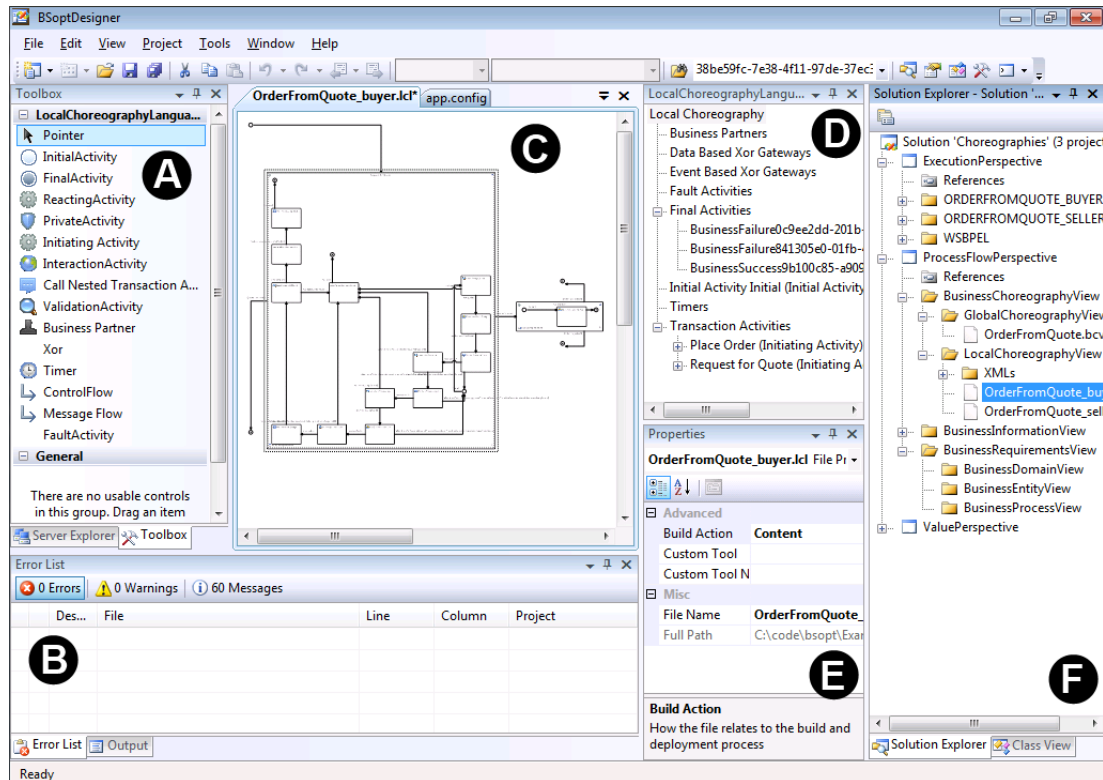 BSoptDesigner
File Edit View Project Tools Window Help
38be59fc-7e38-4f11-97de-37ec
Toolbox
LocalChoreographyLangua...
Pointer
InitialActivity
FinalActivity
ReactingActivity
PrivateActivity
Initiating Activity
InteractionActivity
Call Nested Transaction A...
ValidationActivity
Business Partner
Xor
Timer
ControlFlow
Message Flow
FaultActivity
General
There are no usable controls
in this group. Drag an item
Server Explorer Toolbox
A
OrderFromQuote_buyer.lcl* app.config
C
LocalChoreographyLangu...
D
Local Choreography
Business Partners
Data Based Xor Gateways
Event Based Xor Gateways
Fault Activities
Final Activities
BusinessFailure0c9ee2dd-201b-
BusinessFailure841305e0-01fb-
BusinessSuccess9b100c85-a909
Initial Activity Initial (Initial Activity
Timers
Transaction Activities
Place Order (Initiating Activity)
Request for Quote (Initiating A
Properties
OrderFromQuote_buyer.lcl File Pr
Advanced
Build Action Content
Custom Tool
Custom Tool N
Misc
File Name OrderFromQuote_
Full Path C:\code\bsopt\Exa
E
Build Action
How the file relates to the build and
deployment process
Solution Explorer - Solution '...
Solution 'Choreographies' (3 project
ExecutionPerspective
References
ORDERFROMQUOTE_BUYER
ORDERFROMQUOTE_SELLER
WSBPEL
ProcessFlowPerspective
References
BusinessChoreographyView
GlobalChoreographyView
OrderFromQuote.bcv
LocalChoreographyView
XMLs
OrderFromQuote_bu
OrderFromQuote_sell
BusinessInformationView
BusinessRequirementsView
BusinessDomainView
BusinessEntityView
BusinessProcessView
ValuePerspective
F
Solution Explorer Class View
Error List
0 Errors 0 Warnings 60 Messages
Des... File Line Column Project
B
Error List Output
Ready